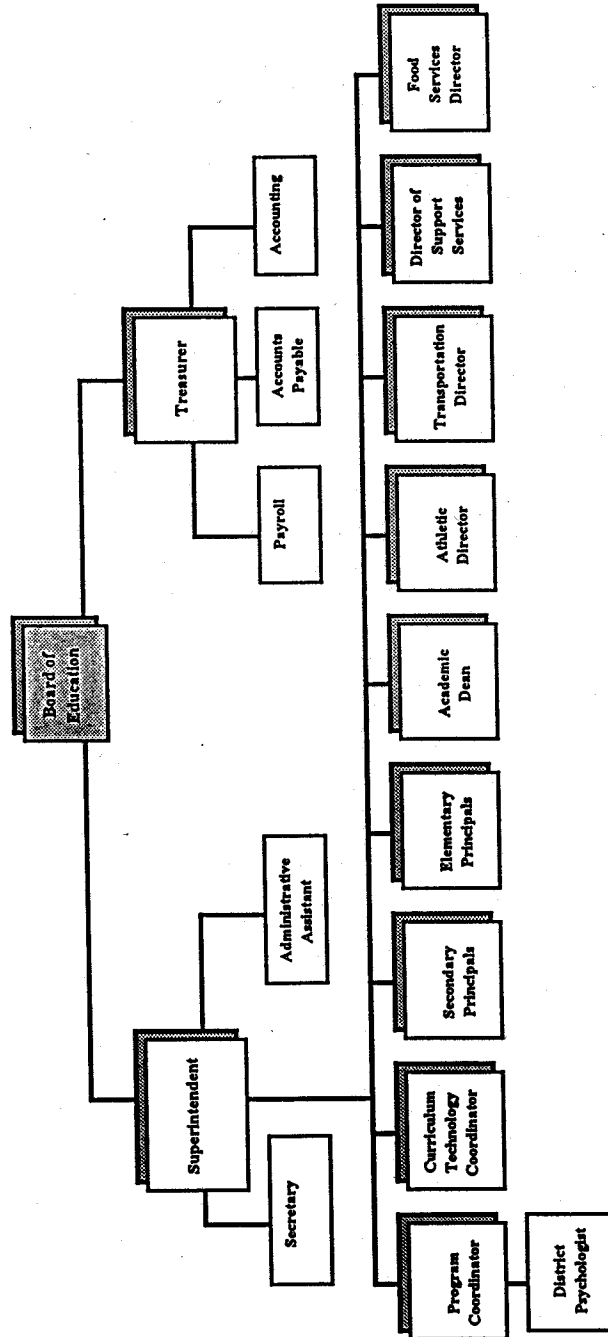 Board of
Education
Superintendent
Treasurer
Secretary
Administrative
Assistant
Payroll
Accounts
Payable
Accounting
Program
Coordinator
Curriculum
Technology
Coordinator
Secondary
Principals
Elementary
Principals
Academic
Dean
Athletic
Director
Transportation
Director
Director of
Support
Services
Food
Services
Director
District
Psychologist